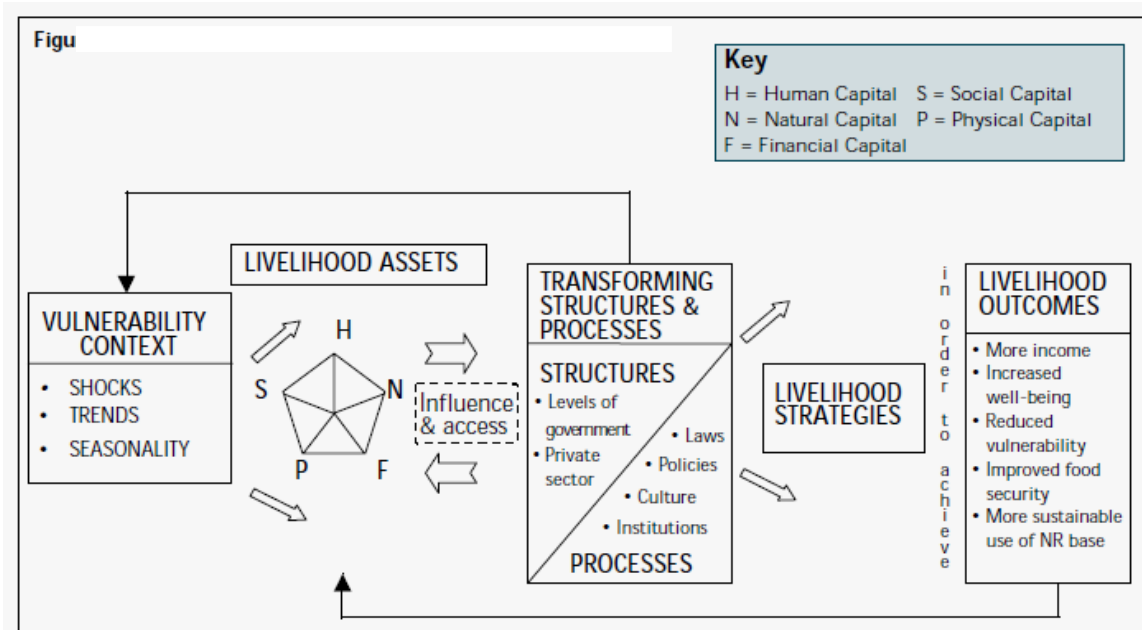 Figu
Key
H = Human Capital S = Social Capital
N = Natural Capital P = Physical Capital
F = Financial Capital
LIVELIHOOD ASSETS
VULNERABILITY
CONTEXT
• SHOCKS
• TRENDS
• SEASONALITY
H
S
N
P
F
Influence
& access
TRANSFORMING
STRUCTURES &
PROCESSES
STRUCTURES
• Levels of
government
• Private
sector
• Laws
• Policies
• Culture
• Institutions
PROCESSES
LIVELIHOOD
STRATEGIES
in order to achieve
LIVELIHOOD
OUTCOMES
• More income
• Increased
well-being
• Reduced
vulnerability
• Improved food
security
• More sustainable
use of NR base